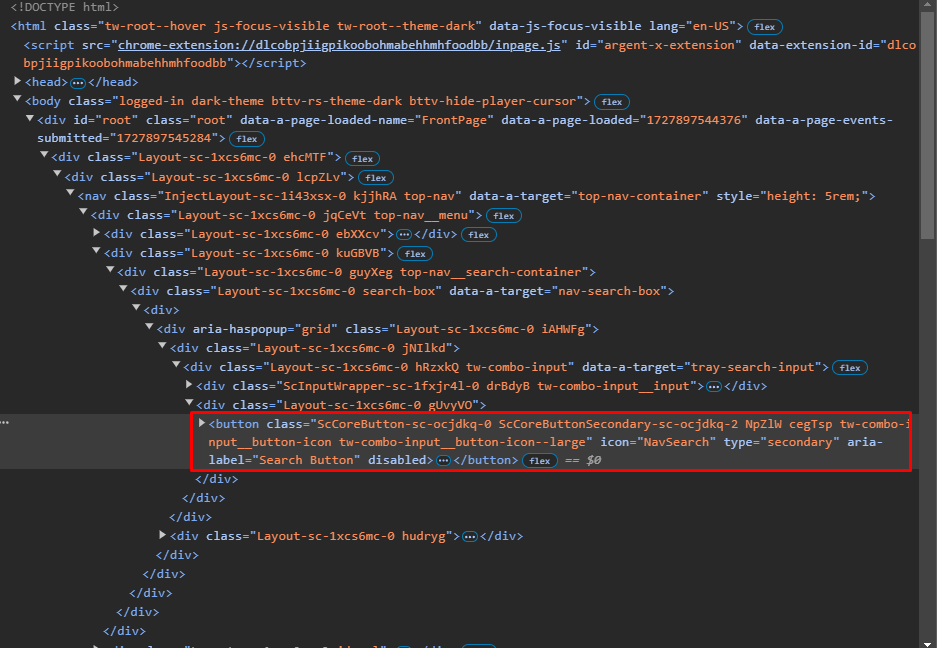 <!DOCTYPE html>
<html class="tw-root--hover js-focus-visible tw-root--theme-dark" data-js-focus-visible lang="en-US"> flex
<script src="chrome-extension://dlcobpjiigpikoobohmabehhmhfoodbb/inpage.js" id="argent-x-extension" data-extension-id="dlco
bpjiigpikoobohmabehhmhfoodbb"></script>
<head>…</head>
<body class="logged-in dark-theme bttv-rs-theme-dark bttv-hide-player-cursor"> flex
<div id="root" class="root" data-a-page-loaded-name="FrontPage" data-a-page-loaded="1727897544376" data-a-page-events-
submitted="1727897545284"> flex
<div class="Layout-sc-1xcs6mc-0 ehcMTF"> flex
<div class="Layout-sc-1xcs6mc-0 lcpZLv"> flex
<nav class="InjectLayout-sc-1i43xsx-0 kjjhRA top-nav" data-a-target="top-nav-container" style="height: 5rem;">
<div class="Layout-sc-1xcs6mc-0 jqCeVt top-nav__menu"> flex
<div class="Layout-sc-1xcs6mc-0 ebXXcv">…</div> flex
<div class="Layout-sc-1xcs6mc-0 kuGBVB"> flex
<div class="Layout-sc-1xcs6mc-0 guyXeg top-nav__search-container">
<div class="Layout-sc-1xcs6mc-0 search-box" data-a-target="nav-search-box">
<div>
<div aria-haspopup="grid" class="Layout-sc-1xcs6mc-0 iAHWFg">
<div class="Layout-sc-1xcs6mc-0 jNIlkd">
<div class="Layout-sc-1xcs6mc-0 hRzxkQ tw-combo-input" data-a-target="tray-search-input"> flex
<div class="ScInputWrapper-sc-1fxjr4l-0 drBdyB tw-combo-input__input">…</div>
<div class="Layout-sc-1xcs6mc-0 gUvyVO">
… <button class="ScCoreButton-sc-ocjdkq-0 ScCoreButtonSecondary-sc-ocjdkq-2 NpZlW cegTsp tw-combo-i
nput__button-icon tw-combo-input__button-icon--large" icon="NavSearch" type="secondary" aria-
label="Search Button" disabled>…</button> flex == $0
</div>
</div>
</div>
<div class="Layout-sc-1xcs6mc-0 hudryg">…</div>
</div>
</div>
</div>
</div>
</div>